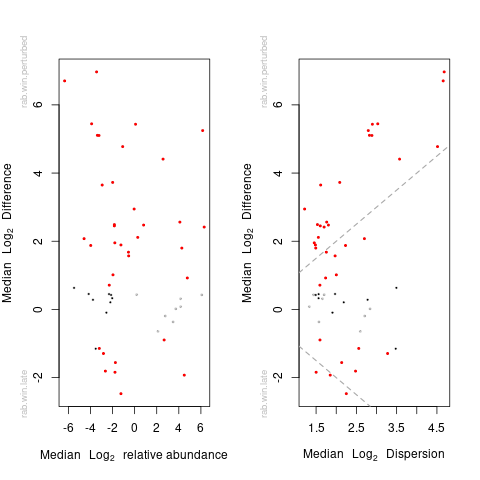 rab.win.perturbed
rab.win.late
Median Log2 Difference
6
4
2
0
-2
-6 -4 -2 0 2 4 6
Median Log2 relative abundance
rab.win.perturbed
rab.win.late
Median Log2 Difference
6
4
2
0
-2
1.5 2.5 3.5 4.5
Median Log2 Dispersion